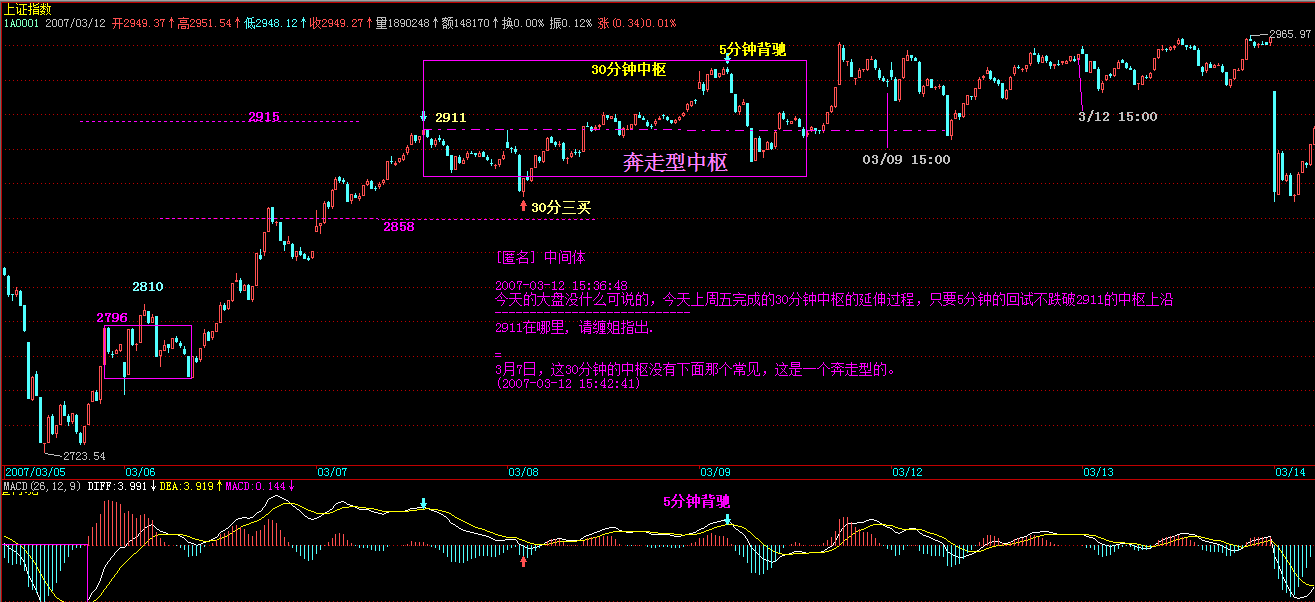 上证指数
1A0001 2007/03/12 开2949.37↑高2951.54↑低2948.12↑收2949.27↑量1890248↑额148170↑换0.00% 振0.12% 涨(0.34)0.01%
2965.97
5分钟背驰
30分钟中枢
2915
2911
3/12 15:00
03/09 15:00
奔走型中枢
30分三买
2858
[匿名] 中间体
2810
2007-03-12 15:36:48
今天的大盘没什么可说的，今天上周五完成的30分钟中枢的延伸过程，只要5分钟的回试不跌破2911的中枢上沿
2796
2911在哪里，请缠姐指出.
=
3月7日，这30分钟的中枢没有下面那个常见，这是一个奔走型的。
(2007-03-12 15:42:41)
2723.54
2007/03/05 03/06 03/07 03/08 03/09 03/12 03/13 03/14
MACD(26,12,9) DIFF:3.991↓DEA:3.919↑MACD:0.144↓
5分钟背驰